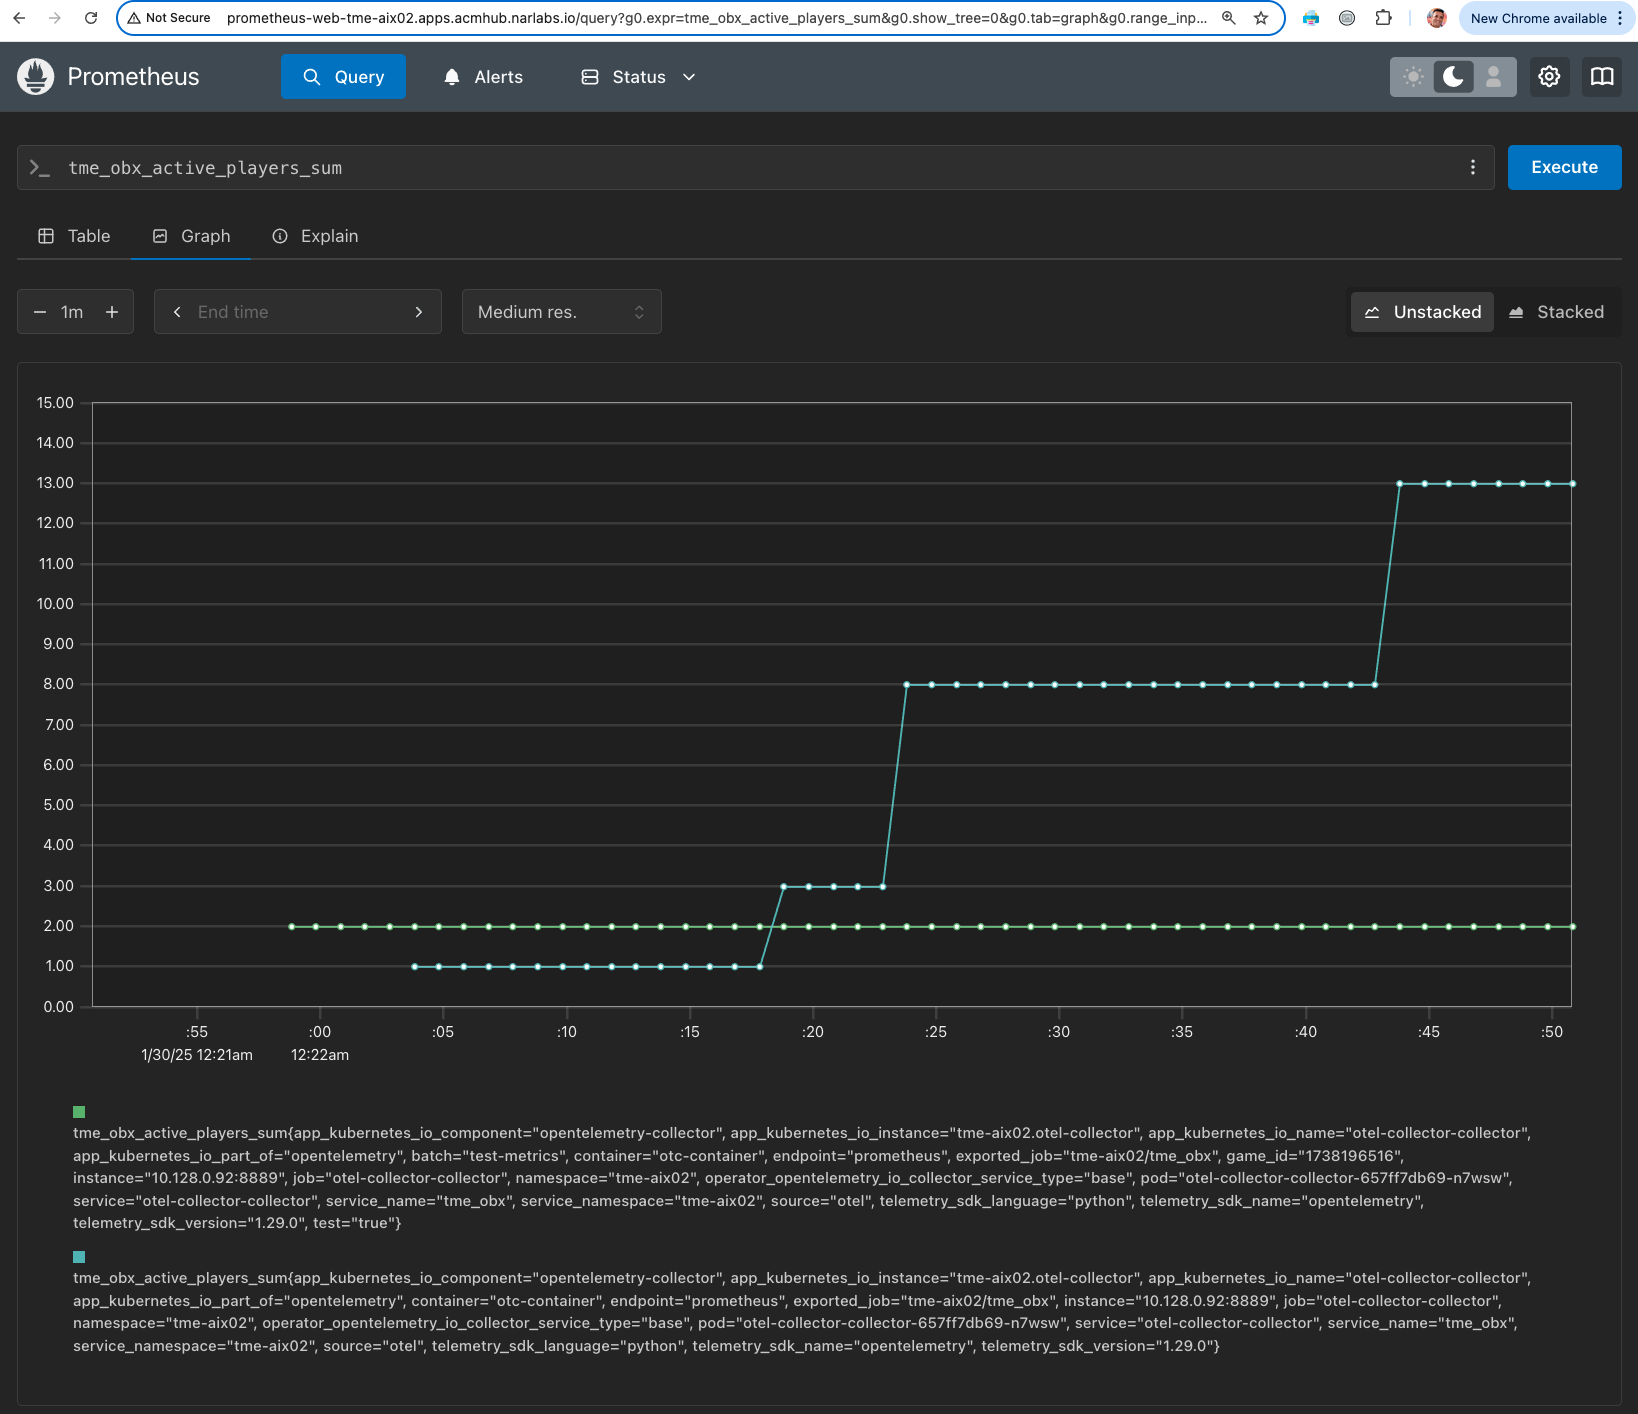 Not Secure prometheus-web-tme-aix02.apps.acmhub.narlabs.io/query?g0.expr=tme_obx_active_players_sum&g0.show_tree=0&g0.tab=graph&g0.range_inp... New Chrome available
Prometheus Query Alerts Status
tme_obx_active_players_sum Execute
Table Graph Explain
1m End time Medium res. Unstacked Stacked
15.00
14.00
13.00
12.00
11.00
10.00
9.00
8.00
7.00
6.00
5.00
4.00
3.00
2.00
1.00
0.00
:55 :00 :05 :10 :15 :20 :25 :30 :35 :40 :45 :50
1/30/25 12:21am 12:22am
tme_obx_active_players_sum{app_kubernetes_io_component="opentelemetry-collector", app_kubernetes_io_instance="tme-aix02.otel-collector", app_kubernetes_io_name="otel-collector-collector",
app_kubernetes_io_part_of="opentelemetry", batch="test-metrics", container="otc-container", endpoint="prometheus", exported_job="tme-aix02/tme_obx", game_id="1738196516",
instance="10.128.0.92:8889", job="otel-collector-collector", namespace="tme-aix02", operator_opentelemetry_io_collector_service_type="base", pod="otel-collector-collector-657ff7db69-n7wsw",
service="otel-collector-collector", service_name="tme_obx", service_namespace="tme-aix02", source="otel", telemetry_sdk_language="python", telemetry_sdk_name="opentelemetry",
telemetry_sdk_version="1.29.0", test="true"}
tme_obx_active_players_sum{app_kubernetes_io_component="opentelemetry-collector", app_kubernetes_io_instance="tme-aix02.otel-collector", app_kubernetes_io_name="otel-collector-collector",
app_kubernetes_io_part_of="opentelemetry", container="otc-container", endpoint="prometheus", exported_job="tme-aix02/tme_obx", instance="10.128.0.92:8889", job="otel-collector-collector",
namespace="tme-aix02", operator_opentelemetry_io_collector_service_type="base", pod="otel-collector-collector-657ff7db69-n7wsw", service="otel-collector-collector", service_name="tme_obx",
service_namespace="tme-aix02", source="otel", telemetry_sdk_language="python", telemetry_sdk_name="opentelemetry", telemetry_sdk_version="1.29.0"}